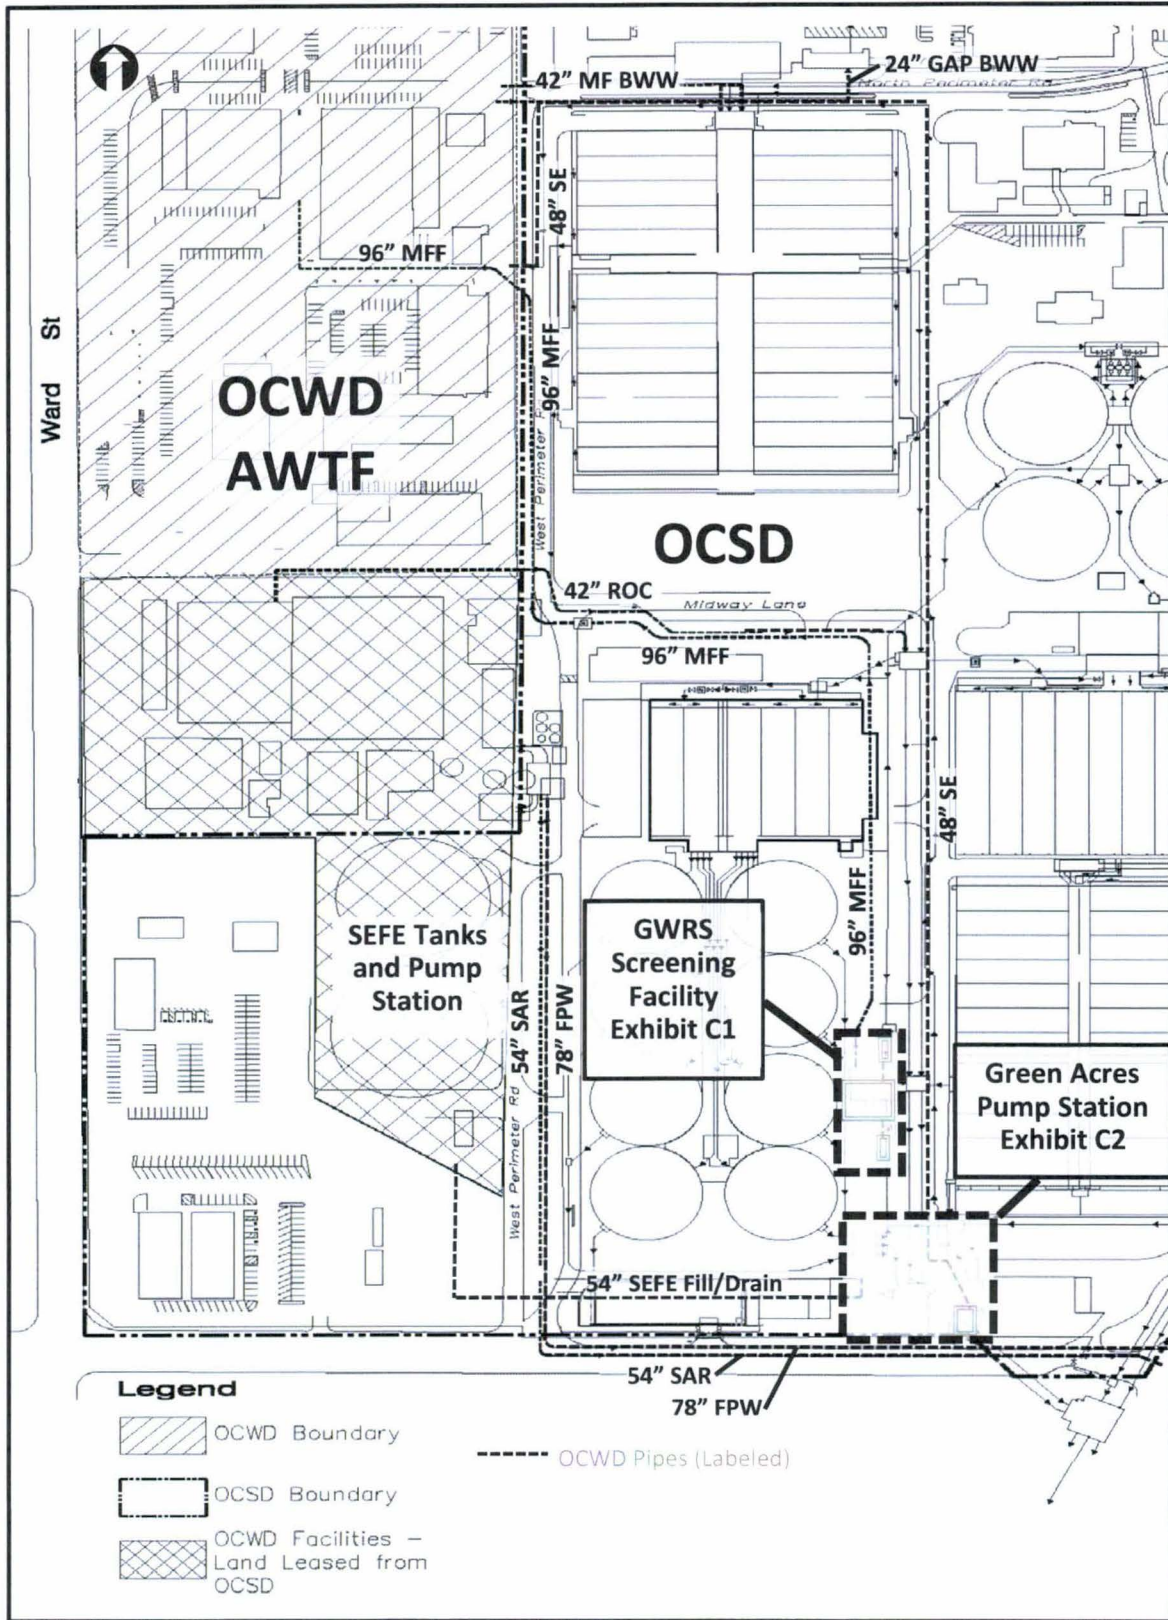 42” MF BWW
24” GAP BWW
North Perimeter Rd
48” SE
96” MFF
Ward St
96” MFF
OCWD
AWTF
West Perimeter
OCSD
42” ROC
Midway Lane
96” MFF
48” SE
96” MFF
SEFE Tanks
and Pump
Station
54” SAR
78” FPW
GWRS
Screening
Facility
Exhibit C1
Green Acres
Pump Station
Exhibit C2
West Perimeter Rd
54” SEFE Fill/Drain
54” SAR
78” FPW
Legend
OCWD Boundary
OCWD Pipes (Labeled)
OCSD Boundary
OCWD Facilities –
Land Leased from
OCSD